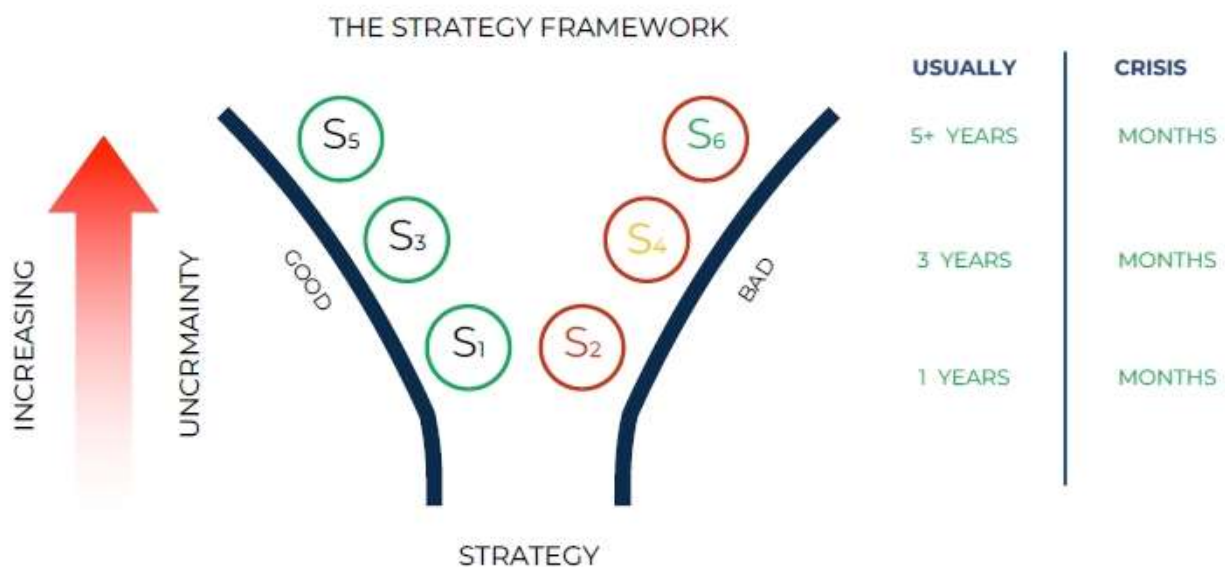 THE STRATEGY FRAMEWORK
USUALLY CRISIS
S5 S6 5+ YEARS MONTHS
S3 S4 3 YEARS MONTHS
GOOD BAD
INCREASING UNCRMAINTY
S1 S2 1 YEARS MONTHS
STRATEGY